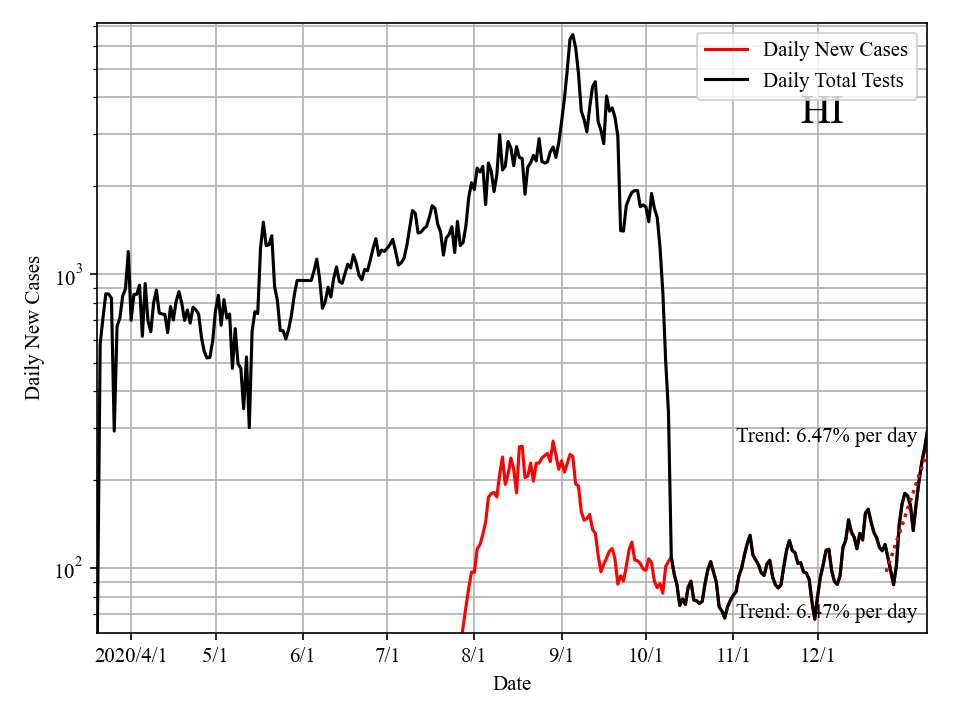 Daily New Cases
Daily Total Tests
HI
10³
10²
Daily New Cases
Trend: 6.47% per day
Trend: 6.47% per day
2020/4/1 5/1 6/1 7/1 8/1 9/1 10/1 11/1 12/1
Date